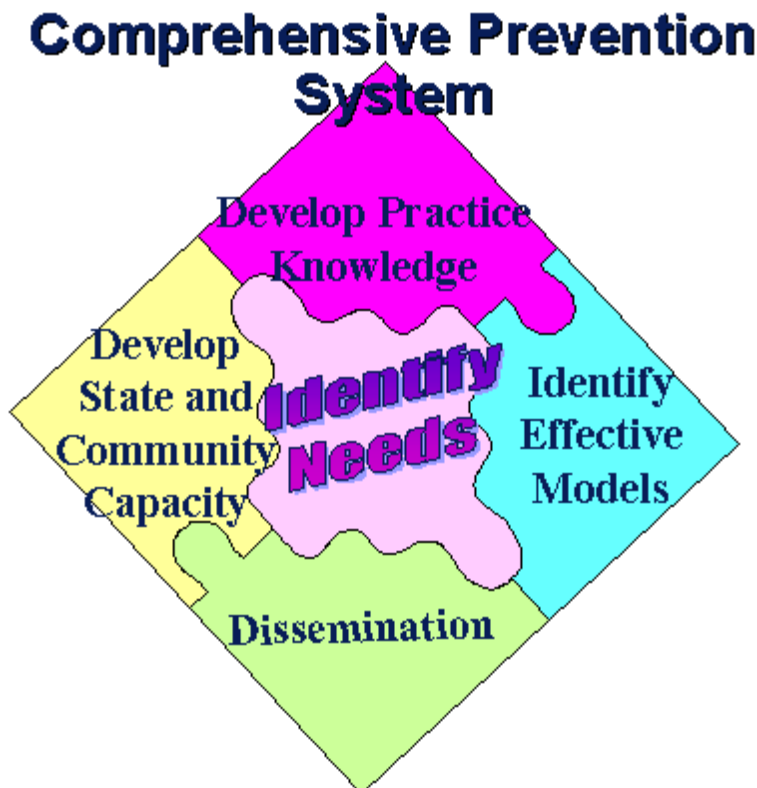 Comprehensive Prevention
System
Develop Practice
Knowledge
Develop
State and
Community
Capacity
Identify
Needs
Identify
Effective
Models
Dissemination